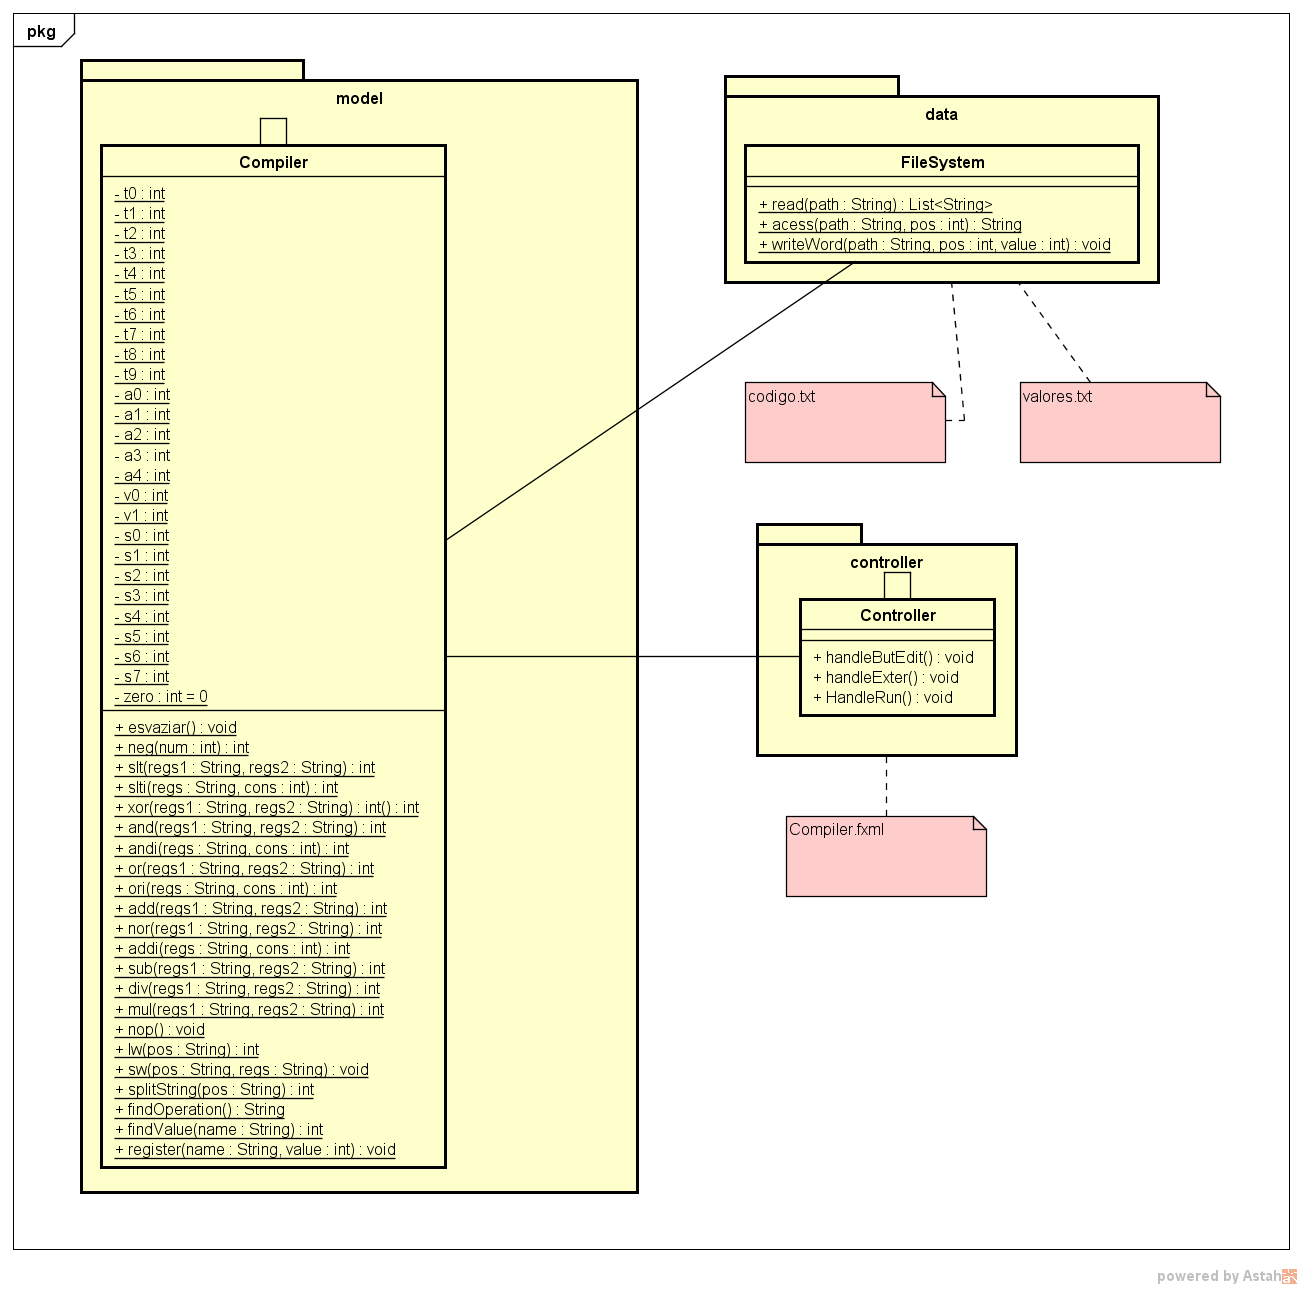 pkg
model
Compiler
- t0 : int
- t1 : int
- t2 : int
- t3 : int
- t4 : int
- t5 : int
- t6 : int
- t7 : int
- t8 : int
- t9 : int
- a0 : int
- a1 : int
- a2 : int
- a3 : int
- a4 : int
- v0 : int
- v1 : int
- s0 : int
- s1 : int
- s2 : int
- s3 : int
- s4 : int
- s5 : int
- s6 : int
- s7 : int
- zero : int = 0
+ esvaziar() : void
+ neg(num : int) : int
+ slt(regs1 : String, regs2 : String) : int
+ slti(regs : String, cons : int) : int
+ xor(regs1 : String, regs2 : String) : int() : int
+ and(regs1 : String, regs2 : String) : int
+ andi(regs : String, cons : int) : int
+ or(regs1 : String, regs2 : String) : int
+ ori(regs : String, cons : int) : int
+ add(regs1 : String, regs2 : String) : int
+ nor(regs1 : String, regs2 : String) : int
+ addi(regs : String, cons : int) : int
+ sub(regs1 : String, regs2 : String) : int
+ div(regs1 : String, regs2 : String) : int
+ mul(regs1 : String, regs2 : String) : int
+ nop() : void
+ lw(pos : String) : int
+ sw(pos : String, regs : String) : void
+ splitString(pos : String) : int
+ findOperation() : String
+ findValue(name : String) : int
+ register(name : String, value : int) : void
data
FileSystem
+ read(path : String) : List<String>
+ acess(path : String, pos : int) : String
+ writeWord(path : String, pos : int, value : int) : void
codigo.txt
valores.txt
controller
Controller
+ handleButEdit() : void
+ handleExter() : void
+ HandleRun() : void
Compiler.fxml
powered by Astah